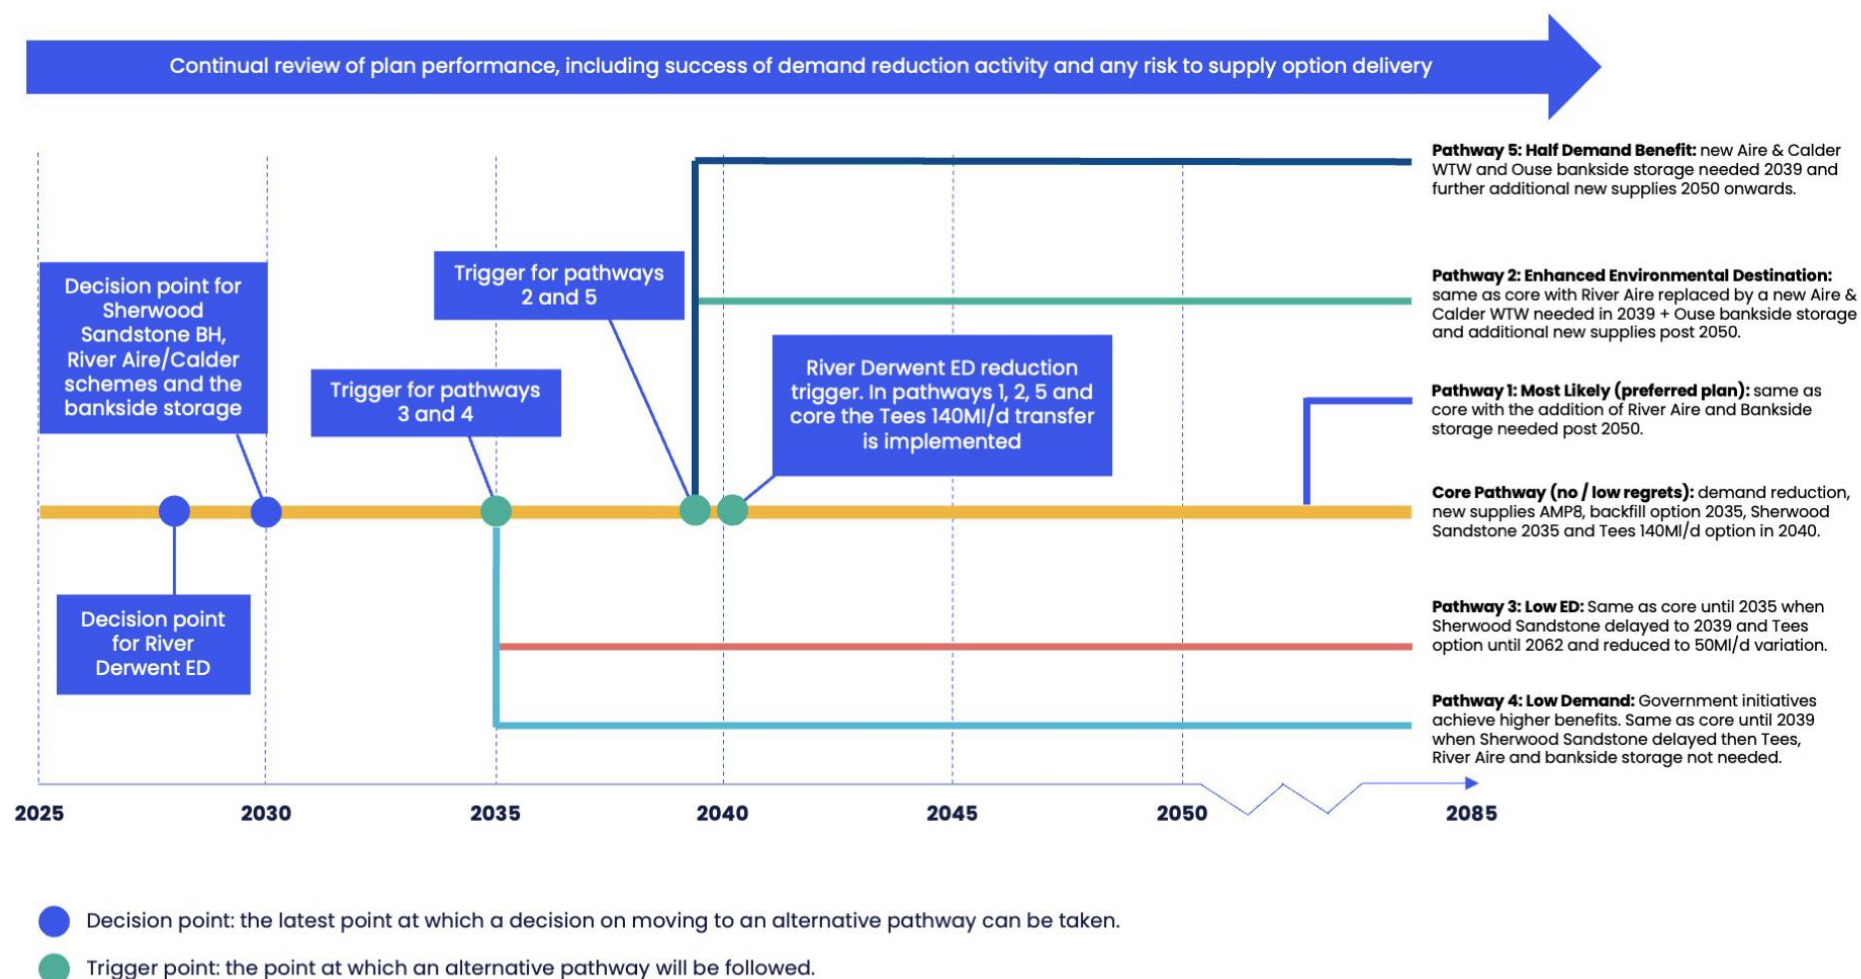 Continual review of plan performance, including success of demand reduction activity and any risk to supply option delivery
Pathway 5: Half Demand Benefit: new Aire & Calder
WTW and Ouse bankside storage needed 2039 and
further additional new supplies 2050 onwards.
Decision point for
Sherwood
Sandstone BH,
River Aire/Calder
schemes and the
bankside storage
Trigger for pathways
2 and 5
Pathway 2: Enhanced Environmental Destination:
same as core with River Aire replaced by a new Aire &
Calder WTW needed in 2039 + Ouse bankside storage
and additional new supplies post 2050.
Trigger for pathways
3 and 4
River Derwent ED reduction
trigger. In pathways 1, 2, 5 and
core the Tees 140Ml/d transfer
is implemented
Pathway 1: Most Likely (preferred plan): same as
core with the addition of River Aire and Bankside
storage needed post 2050.
Core Pathway (no / low regrets): demand reduction,
new supplies AMP8, backfill option 2035, Sherwood
Sandstone 2035 and Tees 140Ml/d option in 2040.
Decision point
for River
Derwent ED
Pathway 3: Low ED: Same as core until 2035 when
Sherwood Sandstone delayed to 2039 and Tees
option until 2062 and reduced to 50Ml/d variation.
Pathway 4: Low Demand: Government initiatives
achieve higher benefits. Same as core until 2039
when Sherwood Sandstone delayed then Tees,
River Aire and bankside storage not needed.
2025 2030 2035 2040 2045 2050 2085
Decision point: the latest point at which a decision on moving to an alternative pathway can be taken.
Trigger point: the point at which an alternative pathway will be followed.